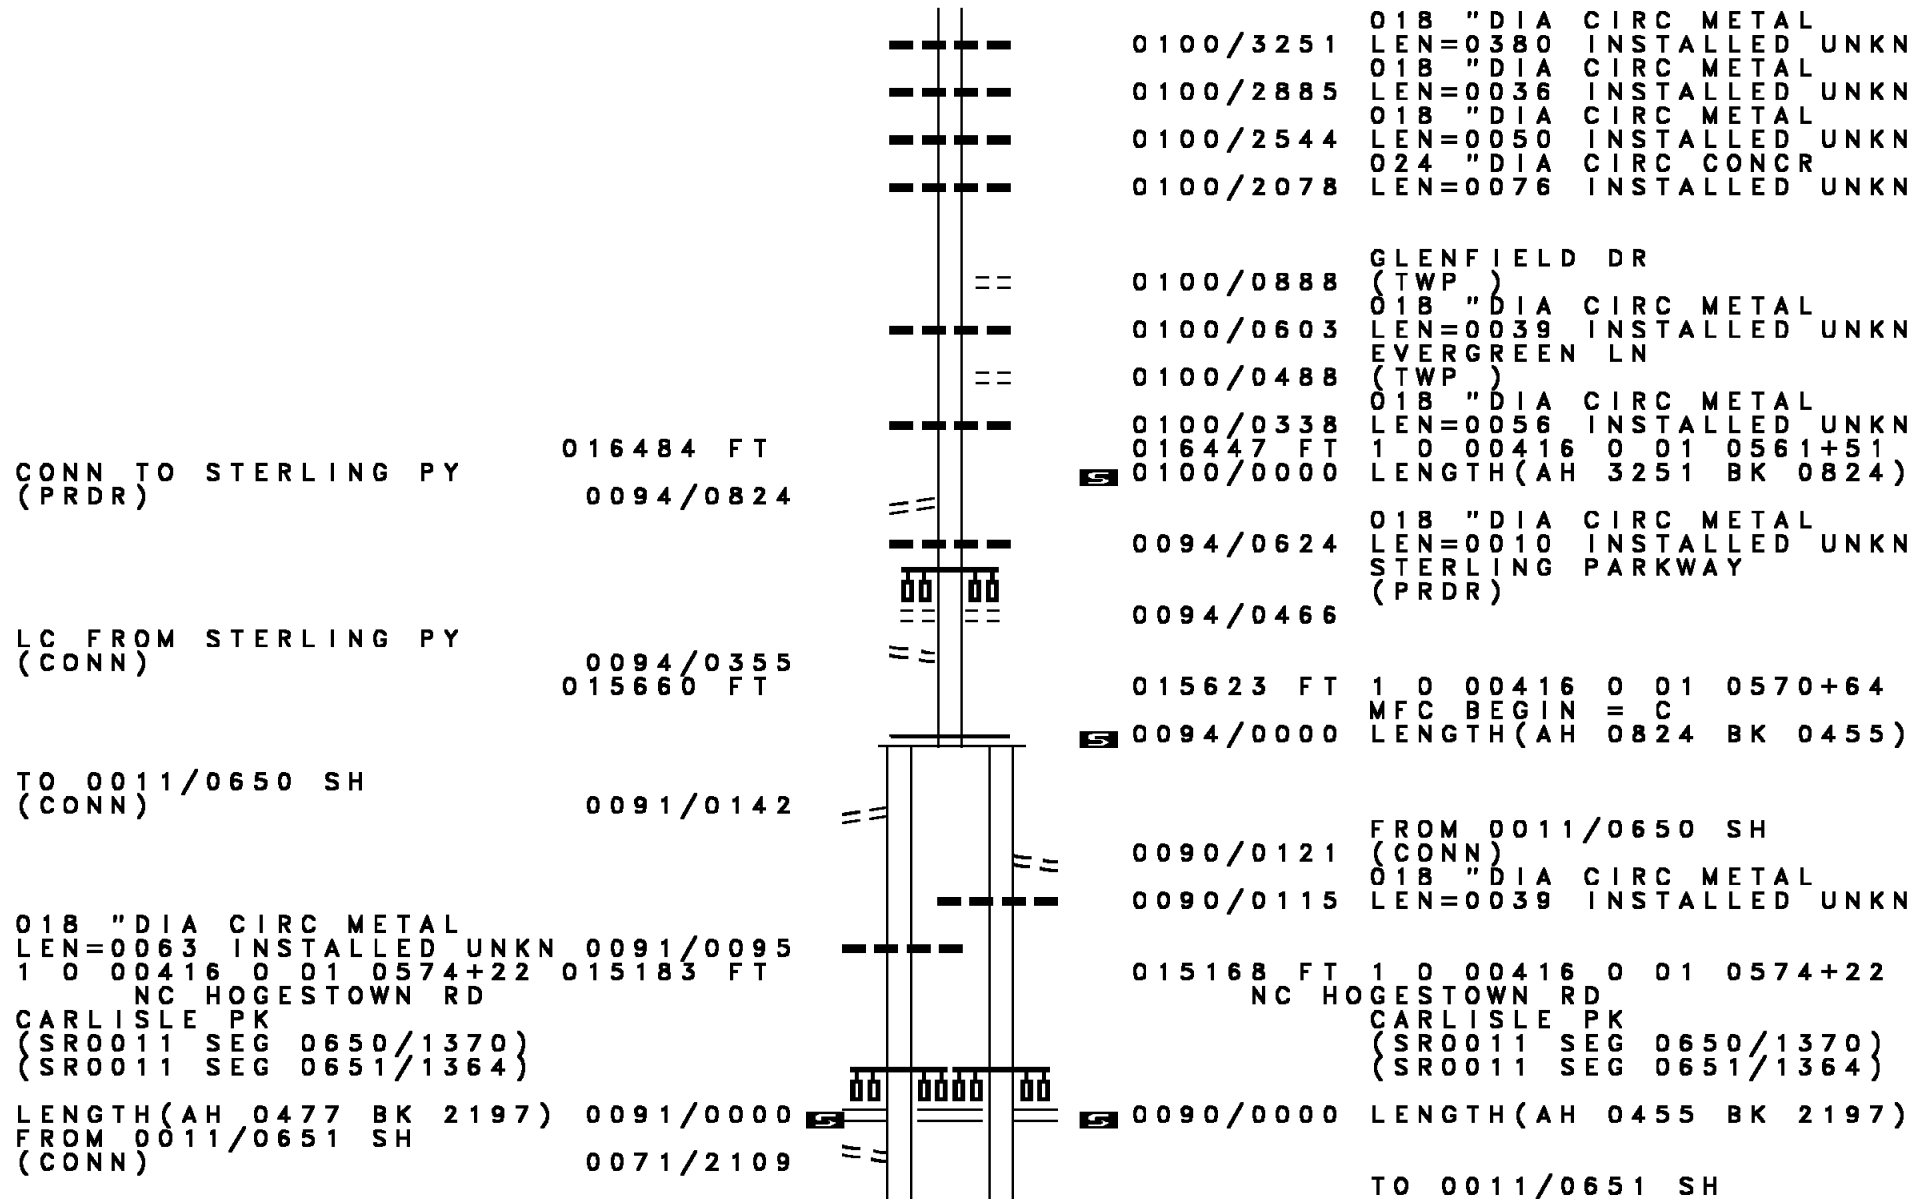 018 "DIA CIRC METAL
0100/3251 LEN=0380 INSTALLED UNKN
018 "DIA CIRC METAL
0100/2885 LEN=0036 INSTALLED UNKN
018 "DIA CIRC METAL
0100/2544 LEN=0050 INSTALLED UNKN
024 "DIA CIRC CONCR
0100/2078 LEN=0076 INSTALLED UNKN
GLENFIELD DR
0100/0888 (TWP )
018 "DIA CIRC METAL
0100/0603 LEN=0039 INSTALLED UNKN
EVERGREEN LN
0100/0488 (TWP )
018 "DIA CIRC METAL
0100/0338 LEN=0056 INSTALLED UNKN
016484 FT 016447 FT 1 0 00416 0 01 0561+51
CONN TO STERLING PY S 0100/0000 LENGTH(AH 3251 BK 0824)
(PRDR) 0094/0824
018 "DIA CIRC METAL
0094/0624 LEN=0010 INSTALLED UNKN
STERLING PARKWAY
(PRDR)
0094/0466
LC FROM STERLING PY
(CONN) 0094/0355
015660 FT 015623 FT 1 0 00416 0 01 0570+64
MFC BEGIN = C
S 0094/0000 LENGTH(AH 0824 BK 0455)
TO 0011/0650 SH
(CONN) 0091/0142
FROM 0011/0650 SH
0090/0121 (CONN)
018 "DIA CIRC METAL
0090/0115 LEN=0039 INSTALLED UNKN
018 "DIA CIRC METAL
LEN=0063 INSTALLED UNKN 0091/0095
1 0 00416 0 01 0574+22 015183 FT 015168 FT 1 0 00416 0 01 0574+22
NC HOGESTOWN RD NC HOGESTOWN RD
CARLISLE PK CARLISLE PK
(SR0011 SEG 0650/1370) (SR0011 SEG 0650/1370)
(SR0011 SEG 0651/1364) (SR0011 SEG 0651/1364)
LENGTH(AH 0477 BK 2197) 0091/0000 S S 0090/0000 LENGTH(AH 0455 BK 2197)
FROM 0011/0651 SH
(CONN) 0071/2109
TO 0011/0651 SH